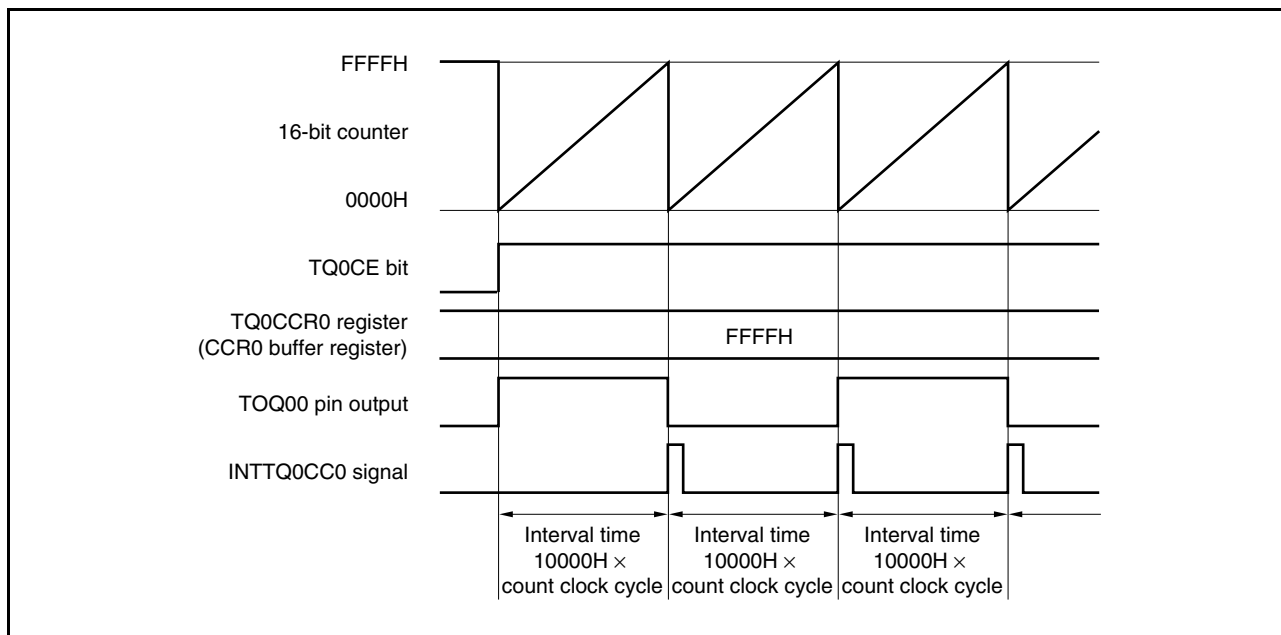 FFFFH
16-bit counter
0000H
TQ0CE bit
TQ0CCR0 register
(CCR0 buffer register)
FFFFH
TOQ00 pin output
INTTQ0CC0 signal
Interval time
10000H ×
count clock cycle
Interval time
10000H ×
count clock cycle
Interval time
10000H ×
count clock cycle